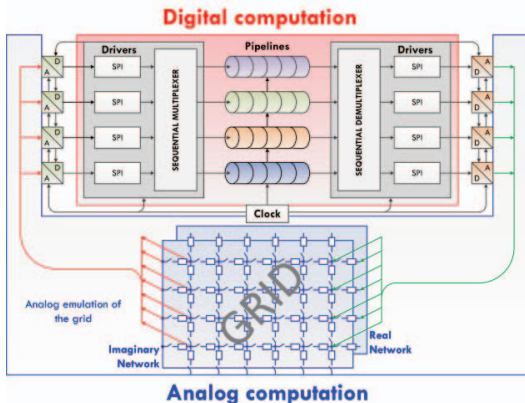 Digital computation
Drivers
Pipelines
Drivers
D
A
SPI
SPI
A
D
D
A
SPI
SPI
A
D
D
A
SPI
SPI
A
D
D
A
SPI
SPI
A
D
SEQUENTIAL MULTIPLEXER
SEQUENTIAL DEMULTIPLEXER
Clock
GRID
Analog emulation of
the grid
Imaginary
Network
Real
Network
Analog computation